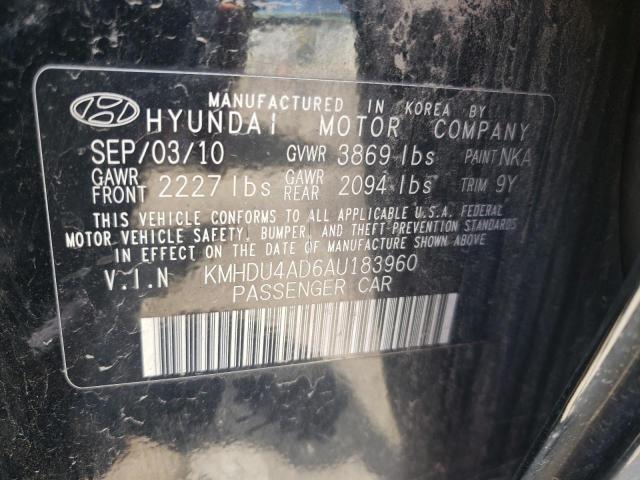 MANUFACTURED IN KOREA BY
HYUNDAI MOTOR COMPANY
SEP/03/10 GVWR 3869 lbs PAINT NKA
GAWR FRONT 2227 lbs GAWR REAR 2094 lbs TRIM 9Y
THIS VEHICLE CONFORMS TO ALL APPLICABLE U.S.A. FEDERAL
MOTOR VEHICLE SAFETY, BUMPER, AND THEFT-PREVENTION STANDARDS
IN EFFECT ON THE DATE OF MANUFACTURE SHOWN ABOVE.
V.I.N KMHDU4AD6AU183960
PASSENGER CAR